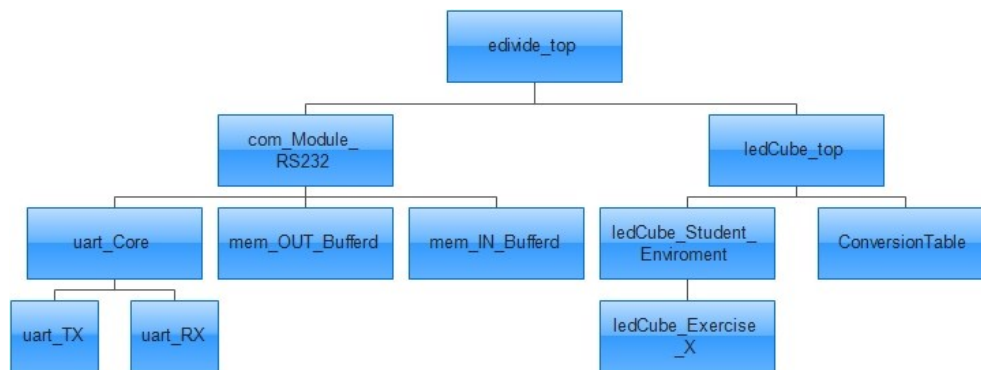 edivide_top
com_Module_
RS232
ledCube_top
uart_Core
mem_OUT_Bufferd
mem_IN_Bufferd
ledCube_Student_
Enviroment
ConversionTable
uart_TX
uart_RX
ledCube_Exercise
_X